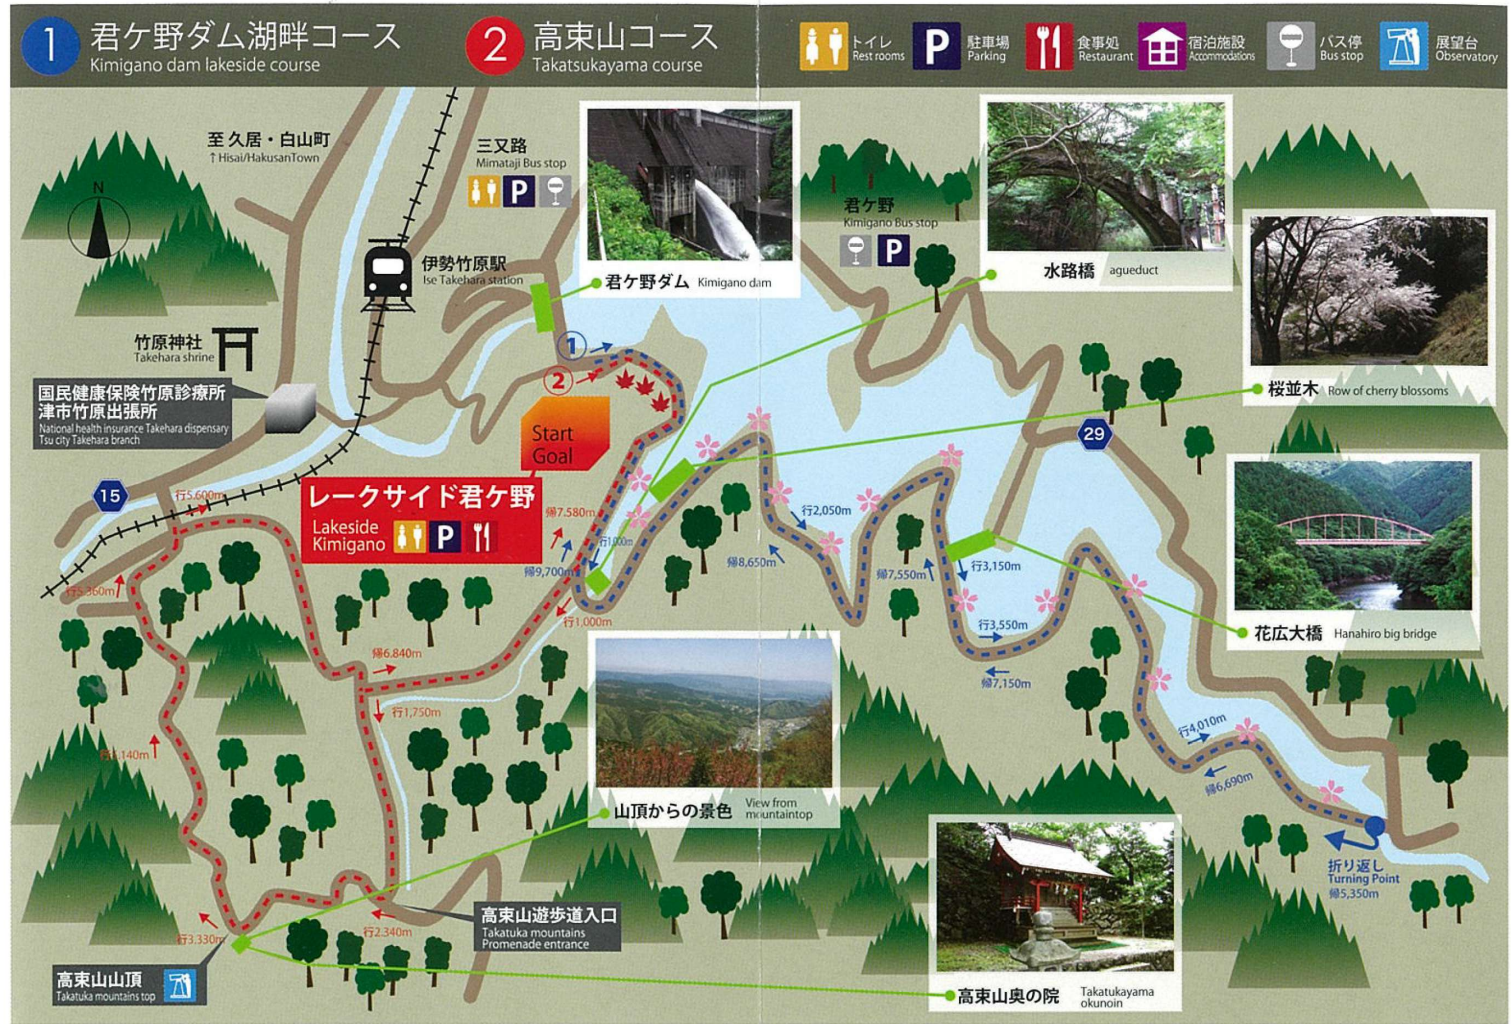 1 君ケ野ダム湖畔コース
Kimigano dam lakeside course
2 高束山コース
Takatsukayama course
トイレ
Rest rooms
P 駐車場
Parking
食事処
Restaurant
宿泊施設
Accommodations
バス停
Bus stop
展望台
Observatory
至 久居・白山町
↑Hisai/HakusanTown
N
三又路
Mimataji Bus stop
P
伊勢竹原駅
Ise Takehara station
竹原神社
Takehara shrine
国民健康保険竹原診療所
津市竹原出張所
National health insurance Takehara dispensary
Tsu city Takehara branch
君ケ野ダム Kimigano dam
君ケ野
Kimigano Bus stop
P
水路橋 agueduct
桜並木 Row of cherry blossoms
花広大橋 Hanahiro big bridge
1
2
Start
Goal
レークサイド君ケ野
Lakeside
Kimigano
P
15
29
行5.600m
行5.360m
帰6.840m
行1,750m
行2.340m
行3.330m
帰7.580m
帰9,700m
行1000m
行1,000m
行2,050m
帰8,650m
帰7,550m
行3,150m
行3,550m
帰7,150m
行4,010m
帰6,690m
折り返し
Turning Point
帰5,350m
山頂からの景色 View from
mountaintop
高束山遊歩道入口
Takatuka mountains
Promenade entrance
高束山山頂
Takatuka mountains top
高束山奥の院 Takatukayama
okunoin